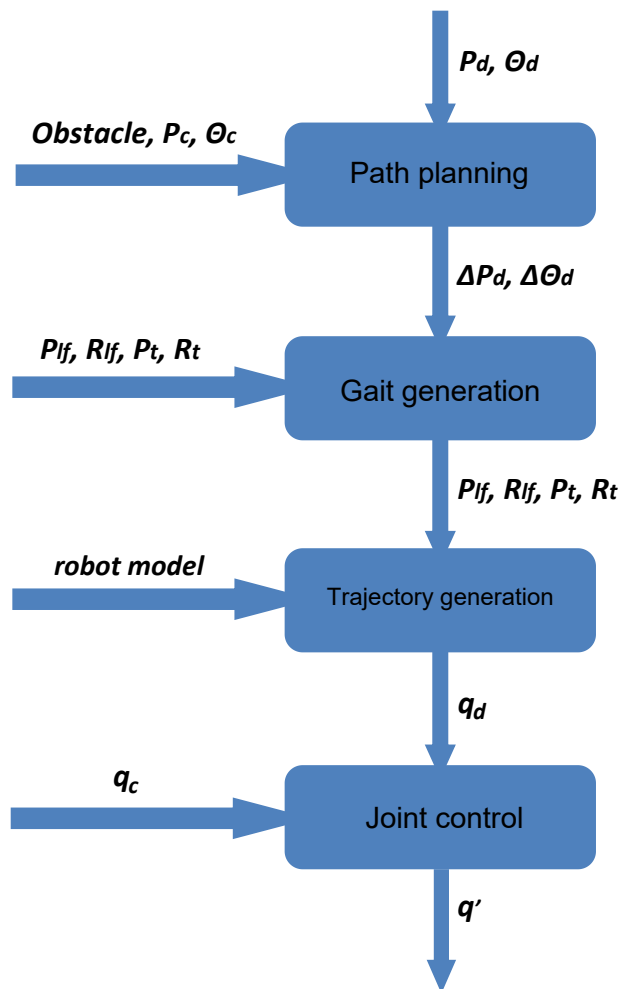 Pd, Θd
Obstacle, Pc, Θc
Path planning
ΔPd, ΔΘd
Plf, Rlf, Pt, Rt
Gait generation
Plf, Rlf, Pt, Rt
robot model
Trajectory generation
qd
qc
Joint control
q’